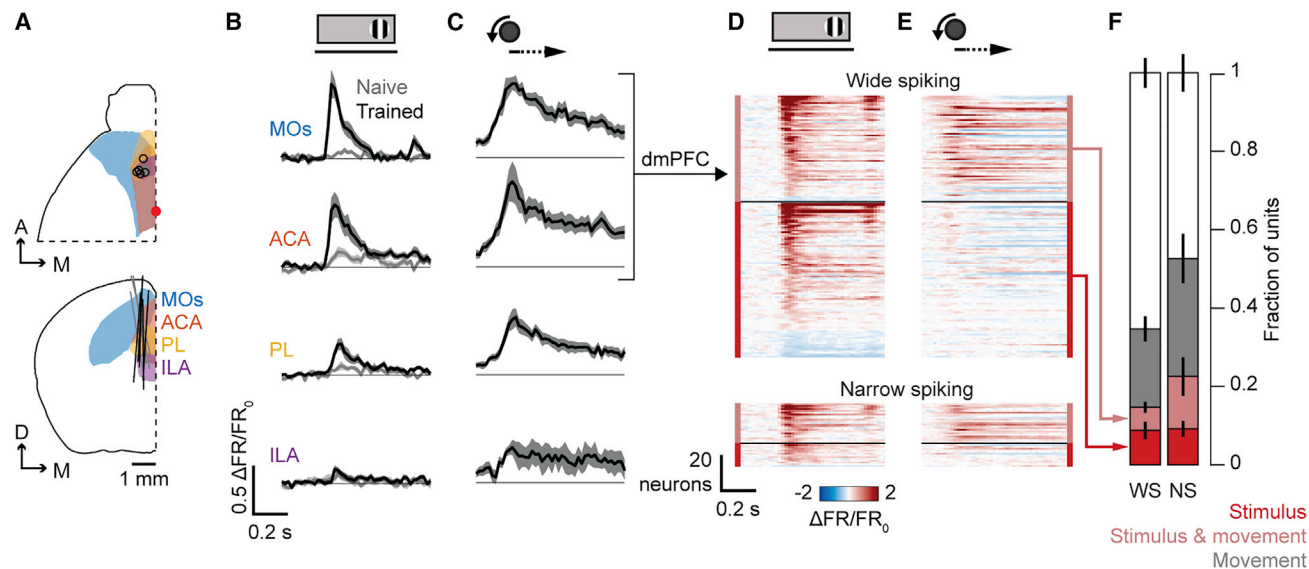 A
A
M
MOs
ACA
PL
ILA
D
M
1 mm
B
Naive
Trained
MOs
ACA
PL
ILA
0.5 ΔFR/FR0
0.2 s
C
dmPFC
D
E
Wide spiking
Narrow spiking
20
neurons
0.2 s
-2
2
ΔFR/FR0
F
1
0.8
0.6
0.4
0.2
0
Fraction of units
WS NS
Stimulus
Stimulus & movement
Movement